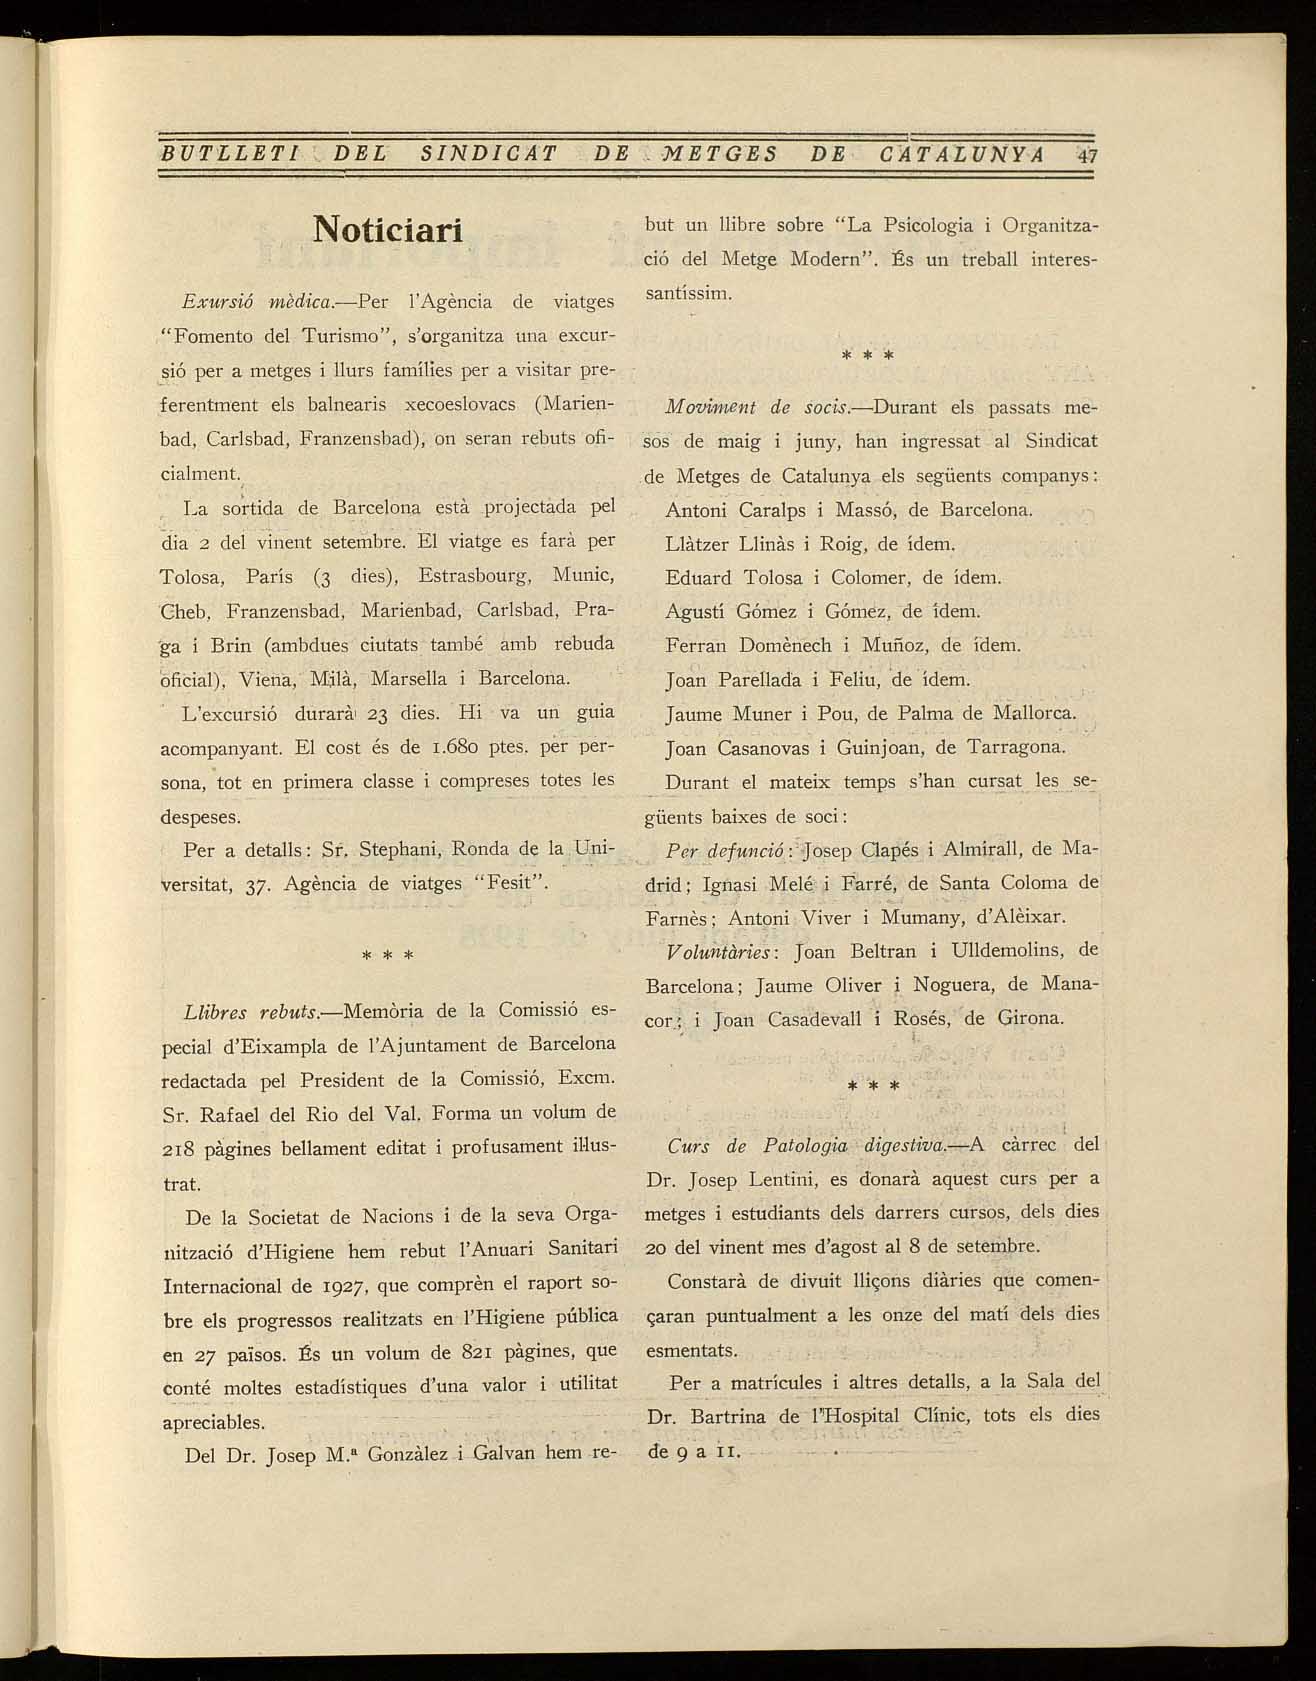 BUTLLETI DEL SINDICAT DE METGES DE CATALUNYA 47
Noticiari
Exursió mèdica.—Per l'Agència de viatges
"Fomento del Turismo", s'organitza una excur-
sió per a metges i llurs famílies per a visitar pre-
ferentment els balnearis xecoeslovacs (Marien-
bad, Carlsbad, Franzensbad), on seran rebuts ofi-
cialment.
La sortida de Barcelona està projectada pel
dia 2 del vinent setembre. El viatge es farà per
Tolosa, París (3 dies), Estrasbourg, Munic,
Cheb, Franzensbad, Marienbad, Carlsbad, Pra-
ga i Brin (ambdues ciutats també amb rebuda
oficial), Viena, Milà, Marsella i Barcelona.
L'excursió durarà 23 dies. Hi va un guia
acompanyant. El cost és de 1.680 ptes. per per-
sona, tot en primera classe i compreses totes les
despeses.
Per a detalls: Sr. Stephani, Ronda de la Uni-
versitat, 37. Agència de viatges "Fesit".
* * *
Llibres rebuts.—Memòria de la Comissió es-
pecial d'Eixampla de l'Ajuntament de Barcelona
redactada pel President de la Comissió, Excm.
Sr. Rafael del Rio del Val. Forma un volum de
218 pàgines bellament editat i profusament il·lus-
trat.
De la Societat de Nacions i de la seva Orga-
nització d'Higiene hem rebut l'Anuari Sanitari
Internacional de 1927, que comprèn el raport so-
bre els progressos realitzats en l'Higiene pública
en 27 països. És un volum de 821 pàgines, que
conté moltes estadístiques d'una valor i utilitat
apreciables.
Del Dr. Josep M.ª Gonzàlez i Galvan hem re-
but un llibre sobre "La Psicologia i Organitza-
ció del Metge Modern". És un treball interes-
santíssim.
* * *
Moviment de socis.—Durant els passats me-
sos de maig i juny, han ingressat al Sindicat
de Metges de Catalunya els següents companys:
Antoni Caralps i Massó, de Barcelona.
Llàtzer Llinàs i Roig, de ídem.
Eduard Tolosa i Colomer, de ídem.
Agustí Gómez i Gómez, de ídem.
Ferran Domènech i Muñoz, de ídem.
Joan Parellada i Feliu, de ídem.
Jaume Muner i Pou, de Palma de Mallorca.
Joan Casanovas i Guinjoan, de Tarragona.
Durant el mateix temps s'han cursat les se-
güents baixes de soci:
Per defunció: Josep Clapés i Almirall, de Ma-
drid; Ignasi Melé i Farré, de Santa Coloma de
Farnès; Antoni Viver i Mumany, d'Alèixar.
Voluntàries: Joan Beltran i Ulldemolins, de
Barcelona; Jaume Oliver i Noguera, de Mana-
cor; i Joan Casadevall i Rosés, de Girona.
* * *
Curs de Patologia digestiva.—A càrrec del
Dr. Josep Lentini, es donarà aquest curs per a
metges i estudiants dels darrers cursos, dels dies
20 del vinent mes d'agost al 8 de setembre.
Constarà de divuit lliçons diàries que comen-
çaran puntualment a les onze del matí dels dies
esmentats.
Per a matrícules i altres detalls, a la Sala del
Dr. Bartrina de l'Hospital Clínic, tots els dies
de 9 a 11.